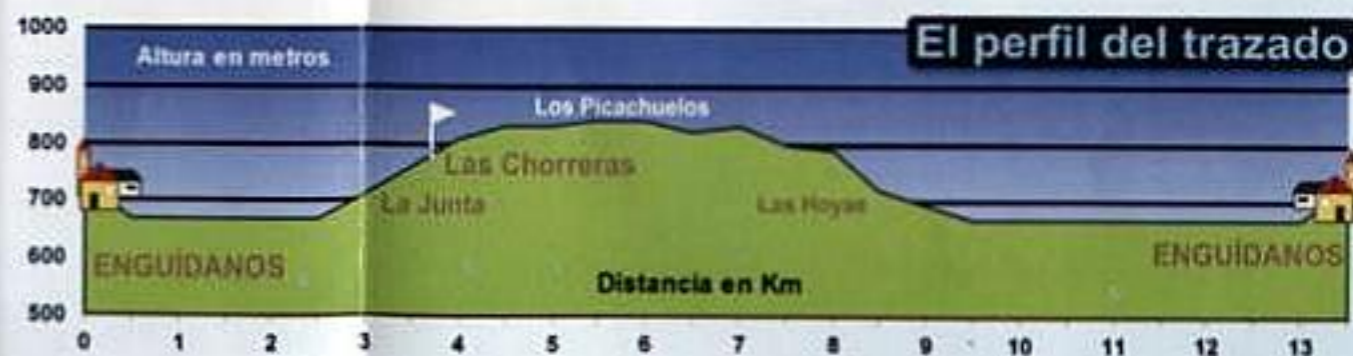 El perfil del trazado
Altura en metros
1000
900
800
700
600
500
Los Picachuelos
Las Chorreras
La Junta
Las Hoyas
ENGUÍDANOS
ENGUÍDANOS
Distancia en Km
0 1 2 3 4 5 6 7 8 9 10 11 12 13